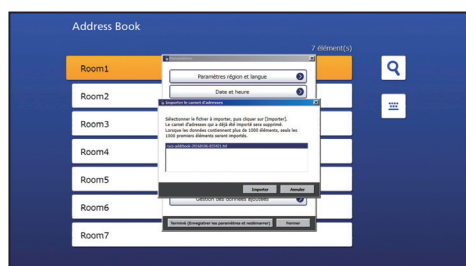 Address Book
7 élément(s)
Room1
Room2
Room3
Room4
Room5
Room6
Room7
Paramètres
Paramètres région et langue
Date et heure
Importer le carnet d'adresses
Sélectionner le fichier à importer, puis cliquer sur [Importer].
Le carnet d'adresses qui a déjà été importé sera supprimé.
Lorsque les données contiennent plus de 1000 éléments, seuls les
1000 premiers éléments seront importés.
Importer
Annuler
Gestion des données ajoutées
Terminé (Enregistrer les paramètres et redémarrer)
Fermer